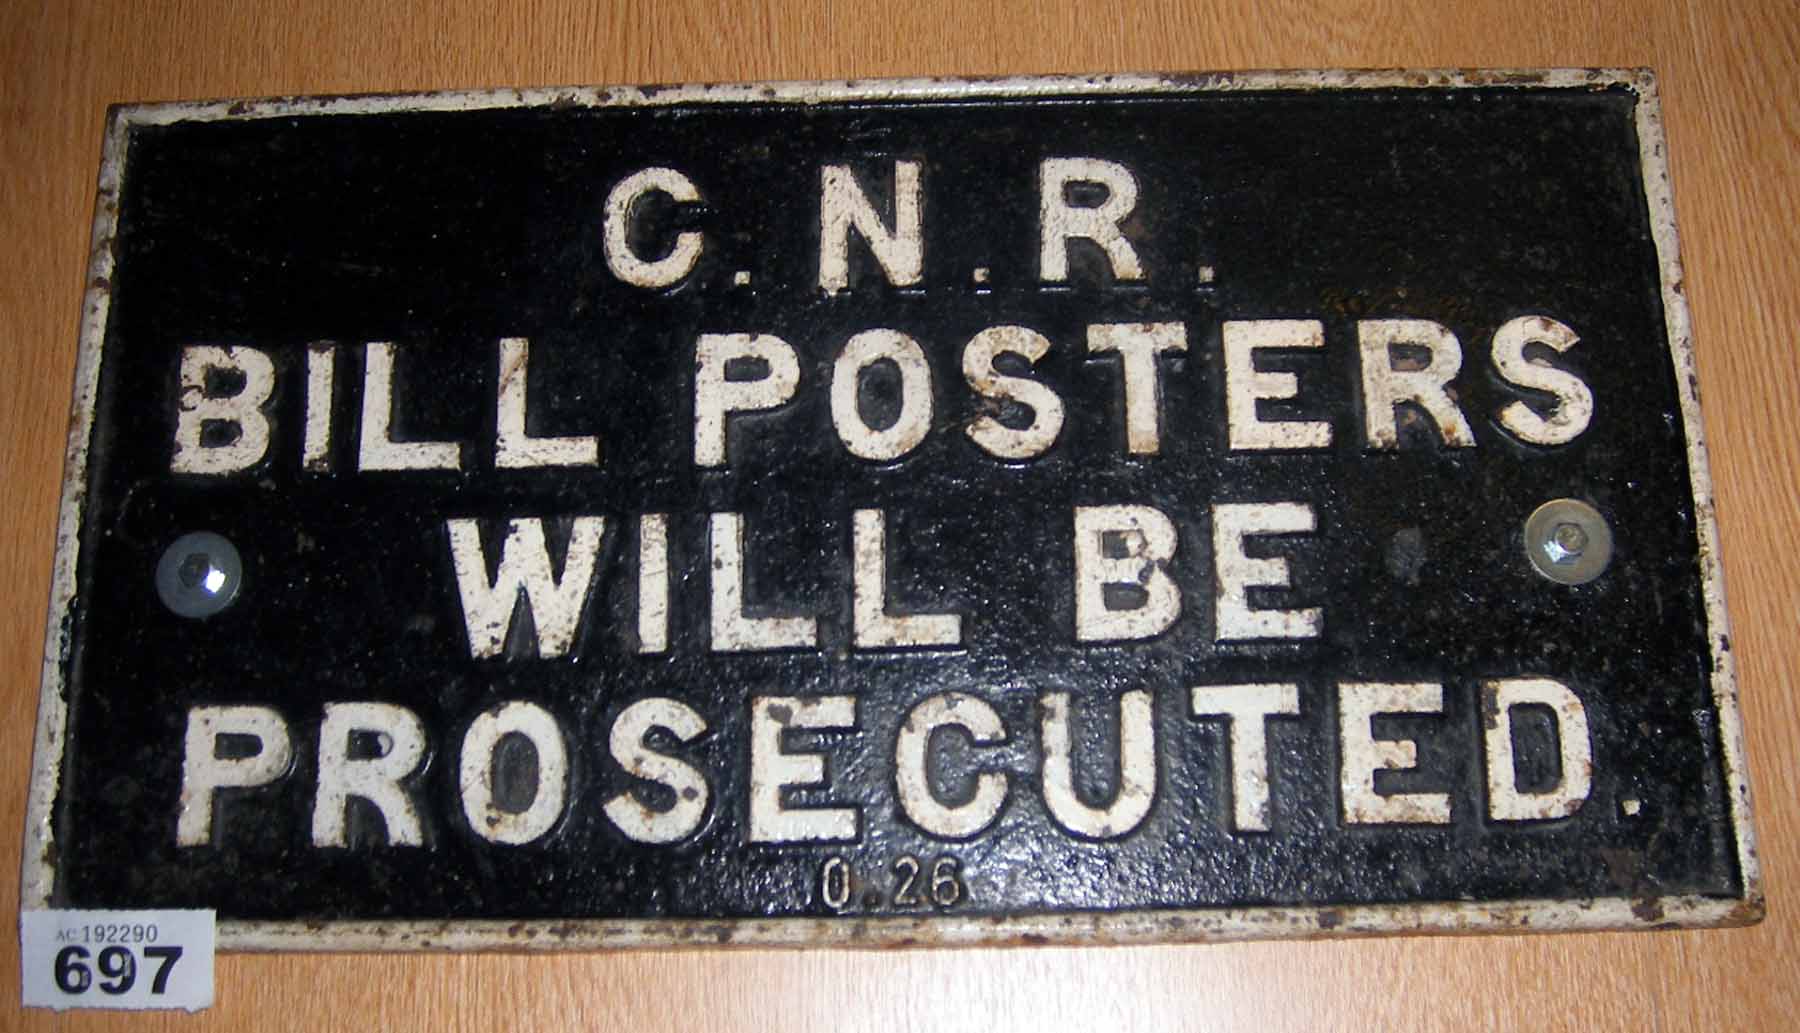 C.N.R.
BILL POSTERS
WILL BE
PROSECUTED.
0.26
AC 192290
697